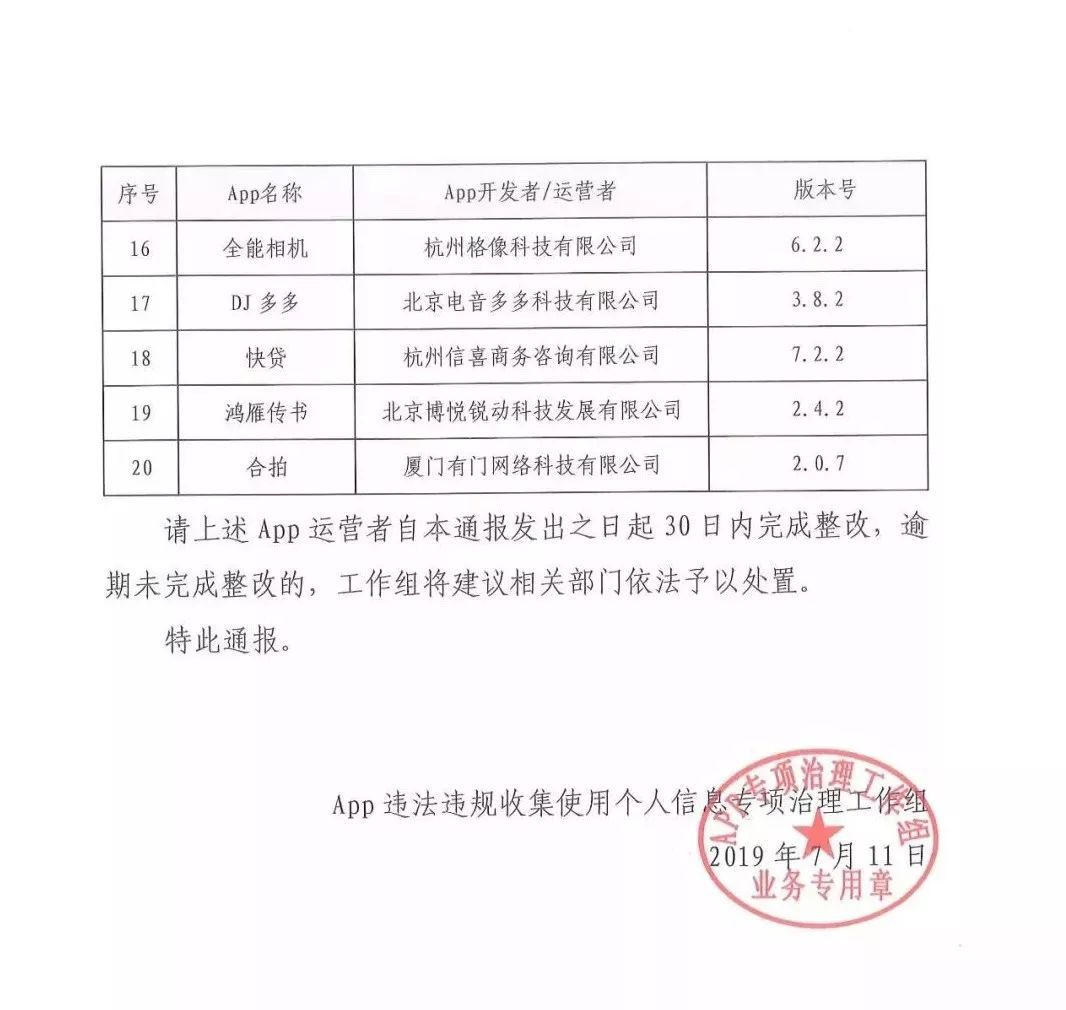 序号 App名称 App开发者/运营者 版本号
16 全能相机 杭州格像科技有限公司 6.2.2
17 DJ多多 北京电音多多科技有限公司 3.8.2
18 快贷 杭州信喜商务咨询有限公司 7.2.2
19 鸿雁传书 北京博悦锐动科技发展有限公司 2.4.2
20 合拍 厦门有门网络科技有限公司 2.0.7
请上述 App 运营者自本通报发出之日起 30 日内完成整改，逾
期未完成整改的，工作组将建议相关部门依法予以处置。
特此通报。
App 违法违规收集使用个人信息专项治理工作组
2019 年 7 月 11 日
APP专项治理工作组
业务专用章